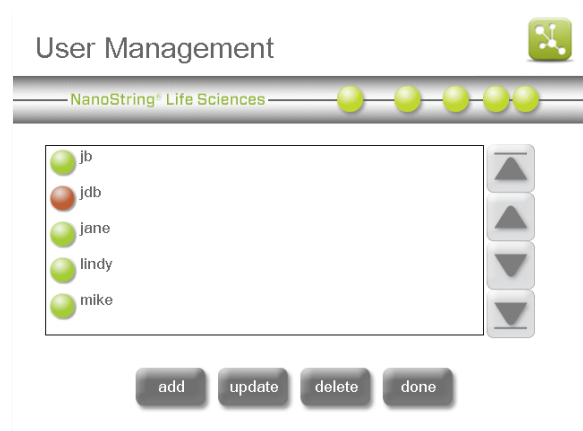 User Management
NanoString® Life Sciences
jb
jdb
jane
lindy
mike
add update delete done